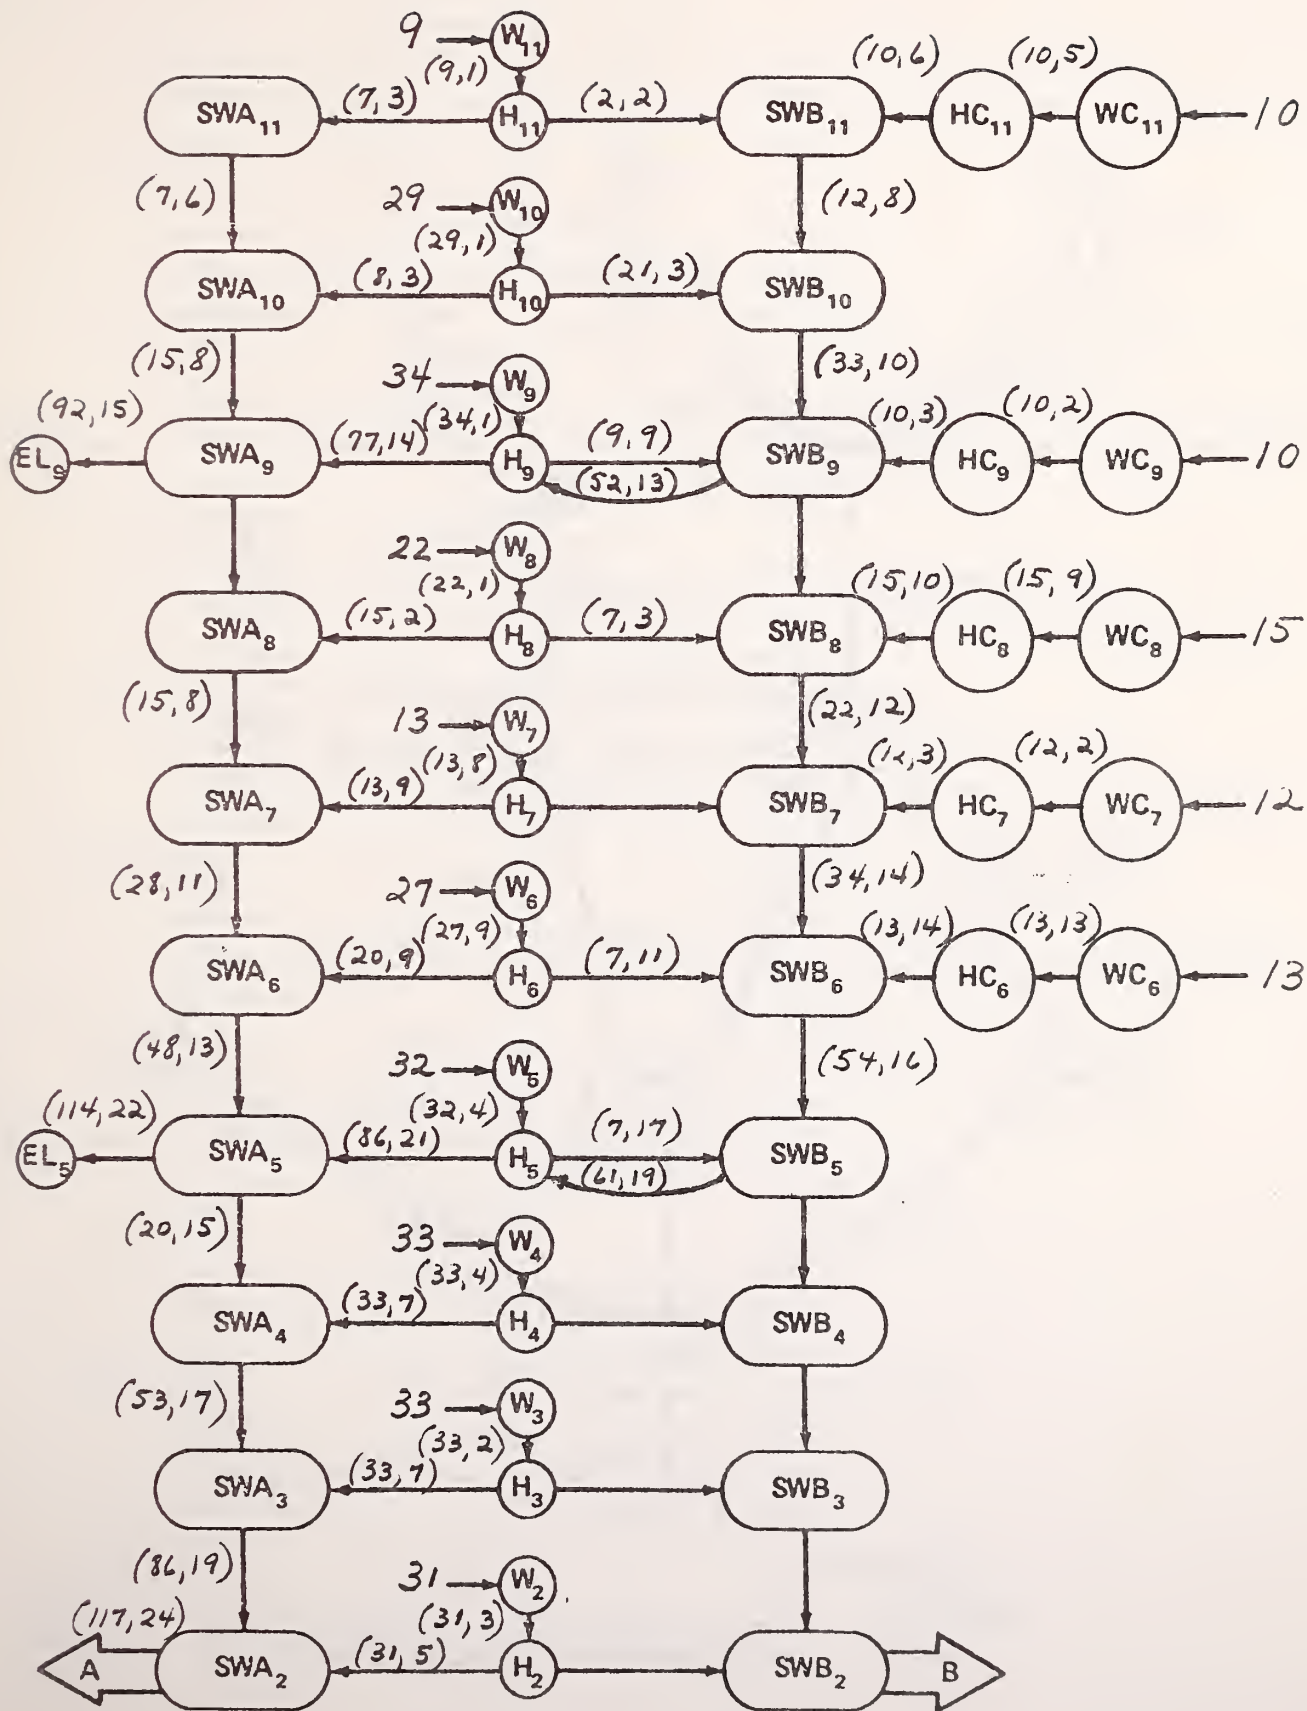 9 W11
(9,1)
SWA11 (7,3) H11 (2,2) SWB11 (10,6) HC11 (10,5) WC11 10
(7,6) 29 W10 (12,8)
(29,1)
SWA10 (8,3) H10 (21,3) SWB10
(15,8) 34 W9 (33,10)
(34,1)
(92,15) EL9 SWA9 (77,14) H9 (9,9) SWB9 (10,3) HC9 (10,2) WC9 10
(52,13)
22 W8
(22,1)
SWA8 (15,2) H8 (7,3) SWB8 (15,10) HC8 (15,9) WC8 15
(15,8) 13 W7 (22,12)
(13,8)
SWA7 (13,9) H7 SWB7 (12,3) HC7 (12,2) WC7 12
(28,11) 27 W6 (34,14)
(27,9)
SWA6 (20,9) H6 (7,11) SWB6 (13,14) HC6 (13,13) WC6 13
(48,13) 32 W5 (54,16)
(32,4)
(114,22) EL5 SWA5 (86,21) H5 (7,17) SWB5
(61,19)
(20,15) 33 W4
(33,4)
SWA4 (33,7) H4 SWB4
(53,17) 33 W3
(33,2)
SWA3 (33,7) H3 SWB3
(86,19) 31 W2
(31,3)
(117,24)
A SWA2 (31,5) H2 SWB2 B